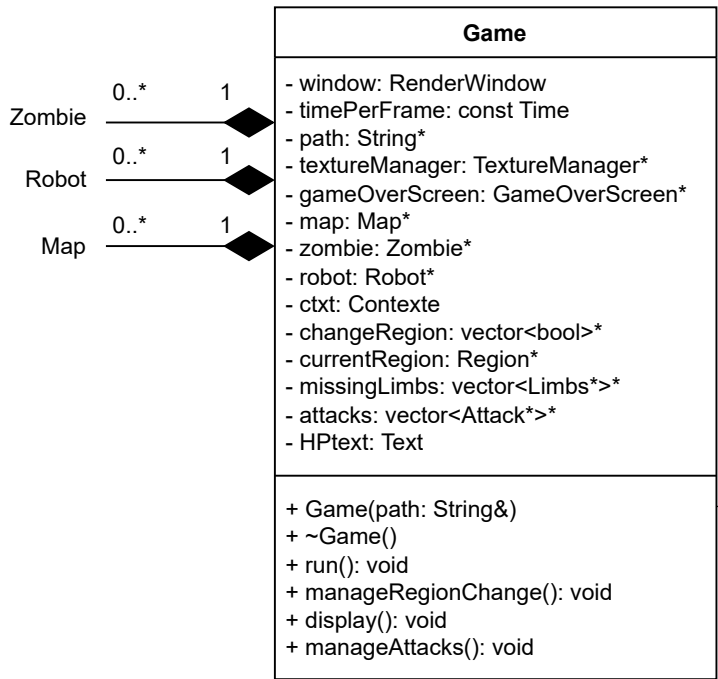 Game
0..* 1
Zombie
0..* 1
Robot
0..* 1
Map
- window: RenderWindow
- timePerFrame: const Time
- path: String*
- textureManager: TextureManager*
- gameOverScreen: GameOverScreen*
- map: Map*
- zombie: Zombie*
- robot: Robot*
- ctxt: Contexte
- changeRegion: vector<bool>*
- currentRegion: Region*
- missingLimbs: vector<Limbs*>*
- attacks: vector<Attack*>*
- HPtext: Text
+ Game(path: String&)
+ ~Game()
+ run(): void
+ manageRegionChange(): void
+ display(): void
+ manageAttacks(): void